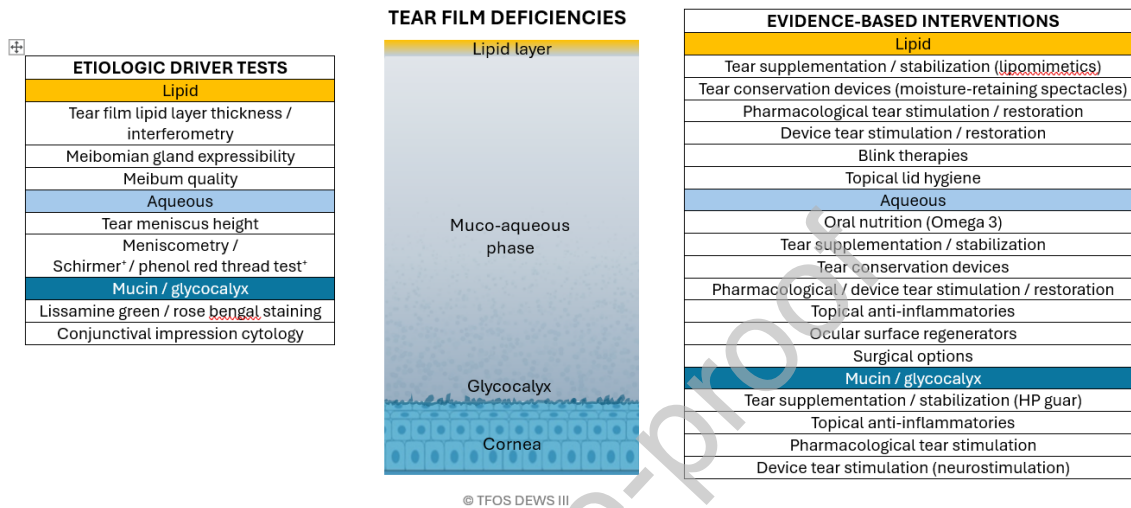 TEAR FILM DEFICIENCIES
ETIOLOGIC DRIVER TESTS
Lipid
Tear film lipid layer thickness /
interferometry
Meibomian gland expressibility
Meibum quality
Aqueous
Tear meniscus height
Meniscometry /
Schirmer⁺ / phenol red thread test⁺
Mucin / glycocalyx
Lissamine green / rose bengal staining
Conjunctival impression cytology
Lipid layer
Muco-aqueous
phase
Glycocalyx
Cornea
© TFOS DEWS III
EVIDENCE-BASED INTERVENTIONS
Lipid
Tear supplementation / stabilization (lipomimetics)
Tear conservation devices (moisture-retaining spectacles)
Pharmacological tear stimulation / restoration
Device tear stimulation / restoration
Blink therapies
Topical lid hygiene
Aqueous
Oral nutrition (Omega 3)
Tear supplementation / stabilization
Tear conservation devices
Pharmacological / device tear stimulation / restoration
Topical anti-inflammatories
Ocular surface regenerators
Surgical options
Mucin / glycocalyx
Tear supplementation / stabilization (HP guar)
Topical anti-inflammatories
Pharmacological tear stimulation
Device tear stimulation (neurostimulation)
-proof